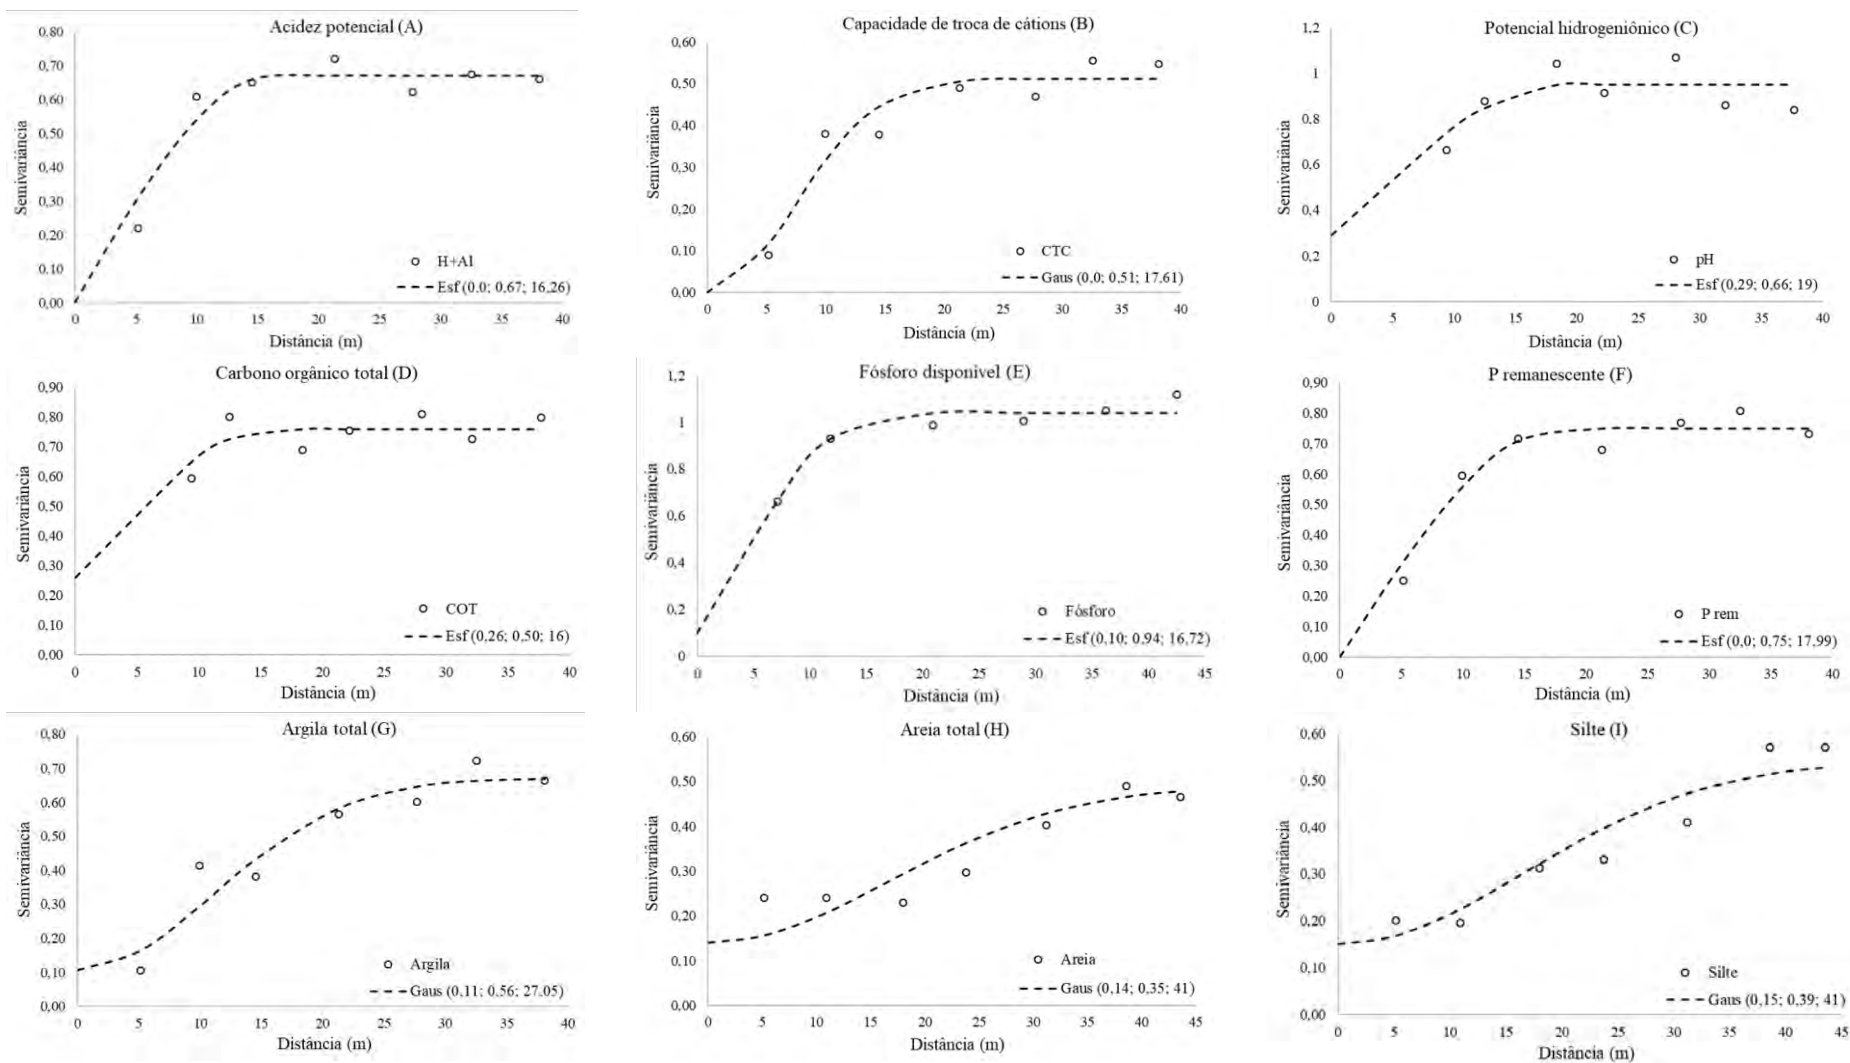 Acidez potencial (A)
0,80
0,70
0,60
0,50
0,40
0,30
0,20
0,10
0,00
Semivariância
0 5 10 15 20 25 30 35 40
Distância (m)
H+Al
Esf (0.0; 0,67; 16,26)
Capacidade de troca de cátions (B)
0,60
0,50
0,40
0,30
0,20
0,10
0,00
Semivariância
0 5 10 15 20 25 30 35 40
Distância (m)
CTC
Gaus (0,0; 0,51; 17,61)
Potencial hidrogeniônico (C)
1,2
1
0,8
0,6
0,4
0,2
0
Semivariância
0 5 10 15 20 25 30 35 40
Distância (m)
pH
Esf (0,29; 0,66; 19)
Carbono orgânico total (D)
0,90
0,80
0,70
0,60
0,50
0,40
0,30
0,20
0,10
0,00
Semivariância
0 5 10 15 20 25 30 35 40
Distância (m)
COT
Esf (0,26; 0,50; 16)
Fósforo disponível (E)
1,2
1
0,8
0,6
0,4
0,2
0
Semivariância
0 5 10 15 20 25 30 35 40 45
Distância (m)
Fósforo
Esf (0,10; 0,94; 16,72)
P remanescente (F)
0,90
0,80
0,70
0,60
0,50
0,40
0,30
0,20
0,10
0,00
Semivariância
0 5 10 15 20 25 30 35 40
Distância (m)
P rem
Esf (0,0; 0,75; 17,99)
Argila total (G)
0,80
0,70
0,60
0,50
0,40
0,30
0,20
0,10
0,00
Semivariância
0 5 10 15 20 25 30 35 40
Distância (m)
Argila
Gaus (0,11; 0,56; 27,05)
Areia total (H)
0,60
0,50
0,40
0,30
0,20
0,10
0,00
Semivariância
0 5 10 15 20 25 30 35 40 45
Distância (m)
Areia
Gaus (0,14; 0,35; 41)
Silte (I)
0,60
0,50
0,40
0,30
0,20
0,10
0,00
Semivariância
0 5 10 15 20 25 30 35 40 45
Distância (m)
Silte
Gaus (0,15; 0,39; 41)